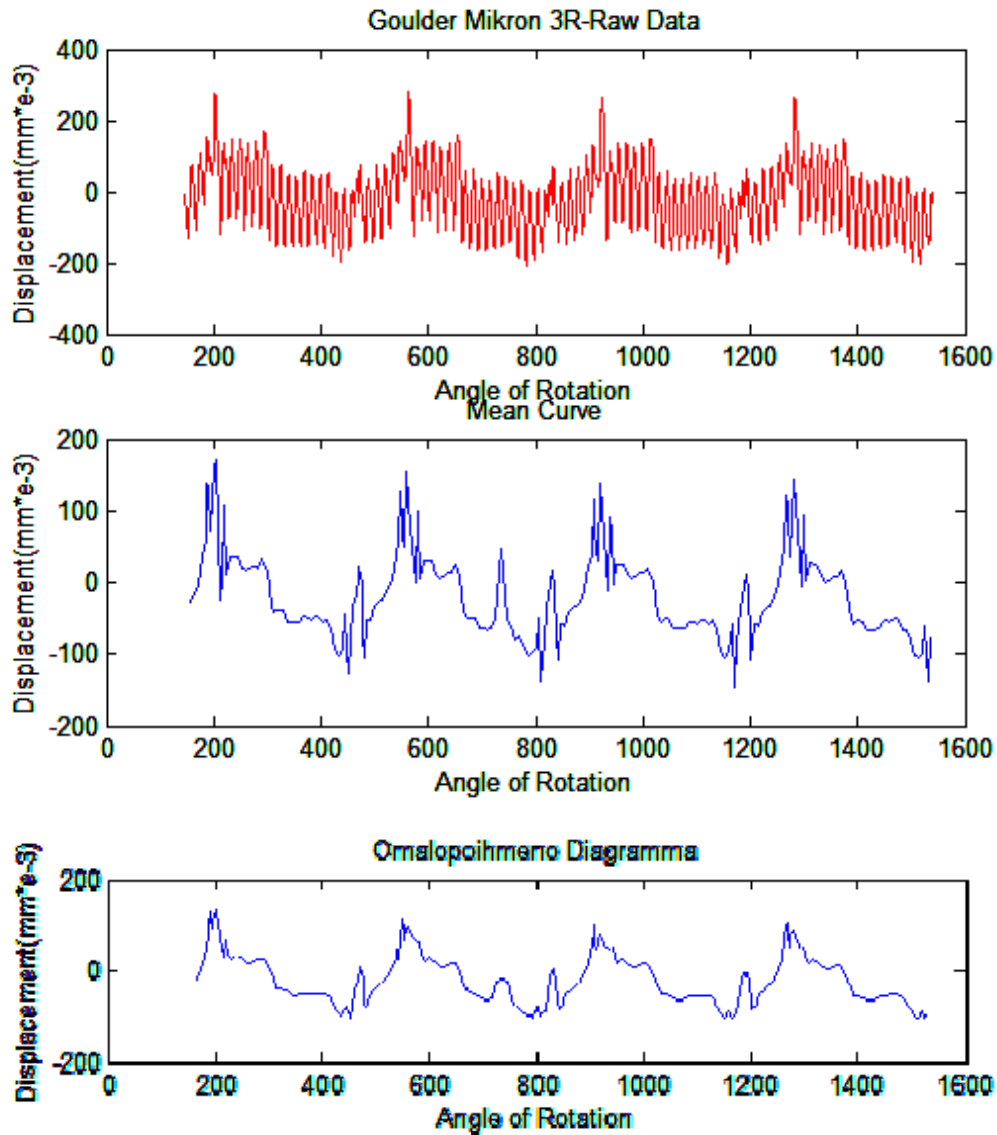 Goulder Mikron 3R-Raw Data
Displacement(mm*e-3)
400
200
0
-200
-400
0 200 400 600 800 1000 1200 1400 1600
Angle of Rotation
Mean Curve
Displacement(mm*e-3)
200
100
0
-100
-200
0 200 400 600 800 1000 1200 1400 1600
Angle of Rotation
Omalopoihmeno Diagramma
Displacement(mm*e-3)
200
0
-200
0 200 400 600 800 1000 1200 1400 1600
Angle of Rotation